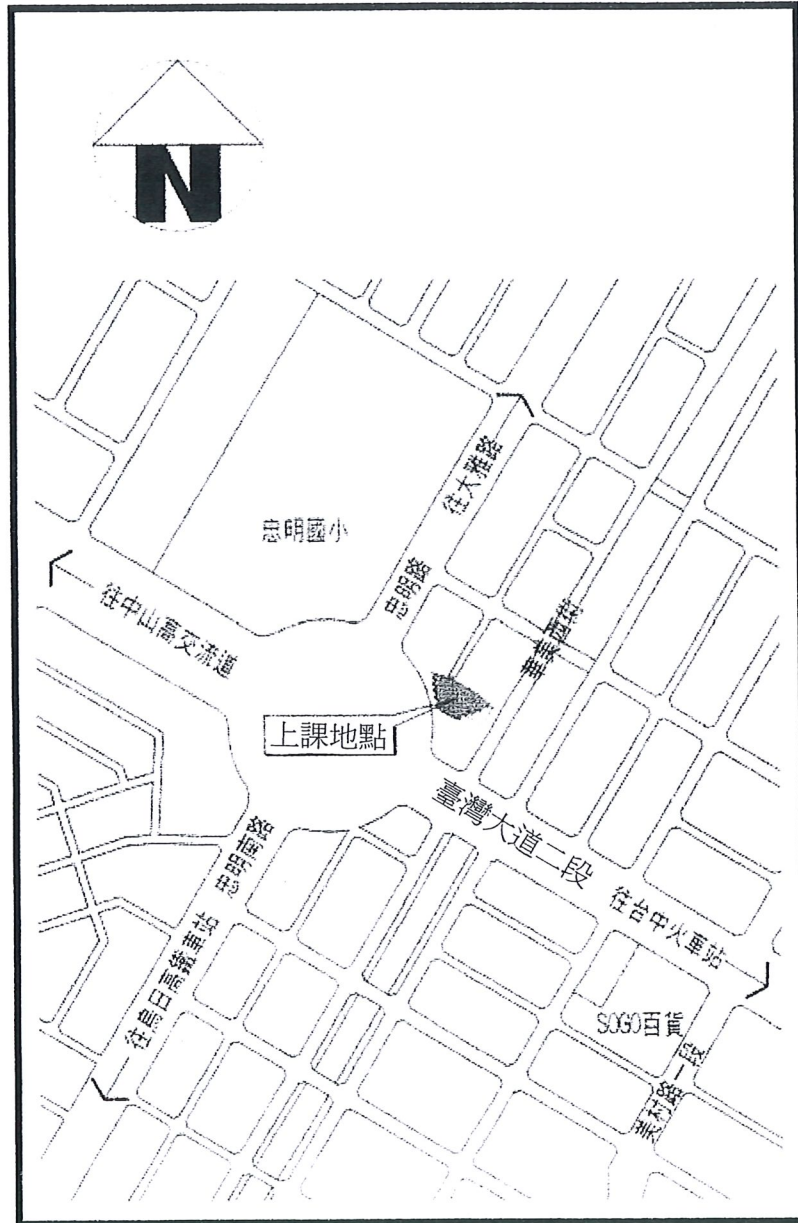 N
往大雅路
忠明國小
忠明路
往中山高交流道
華美西街
上課地點
臺灣大道二段
忠明南路
往台中火車站
往烏日高鐵車站
SOGO百貨
美村路一段